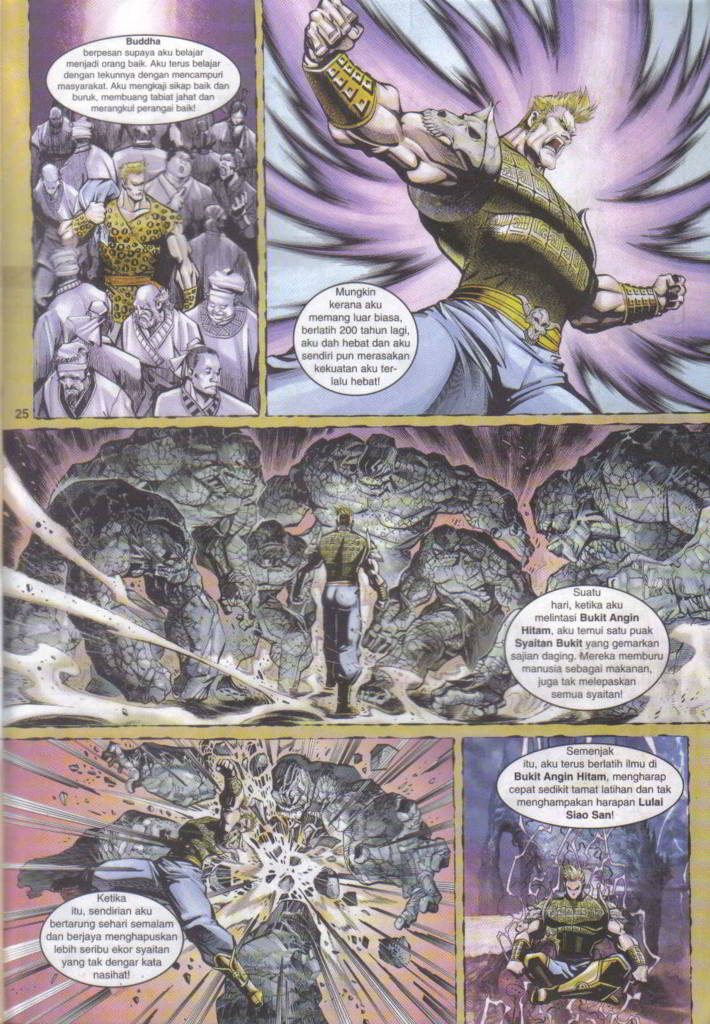 Buddha
berpesan supaya aku belajar
menjadi orang baik. Aku terus belajar
dengan tekunnya dengan mencampuri
masyarakat. Aku mengkaji sikap baik dan
buruk, membuang tabiat jahat dan
merangkul perangai baik!
Mungkin
kerana aku
memang luar biasa,
berlatih 200 tahun lagi,
aku dah hebat dan aku
sendiri pun merasakan
kekuatan aku ter-
lalu hebat!
25
Suatu
hari, ketika aku
melintasi Bukit Angin
Hitam, aku temui satu puak
Syaitan Bukit yang gemarkan
sajian daging. Mereka memburu
manusia sebagai makanan,
juga tak melepaskan
semua syaitan!
Ketika
itu, sendirian aku
bertarung sehari semalam
dan berjaya menghapuskan
lebih seribu ekor syaitan
yang tak dengar kata
nasihat!
Semenjak
itu, aku terus berlatih ilmu di
Bukit Angin Hitam, mengharap
cepat sedikit tamat latihan dan tak
menghampakan harapan Lulai
Siao San!